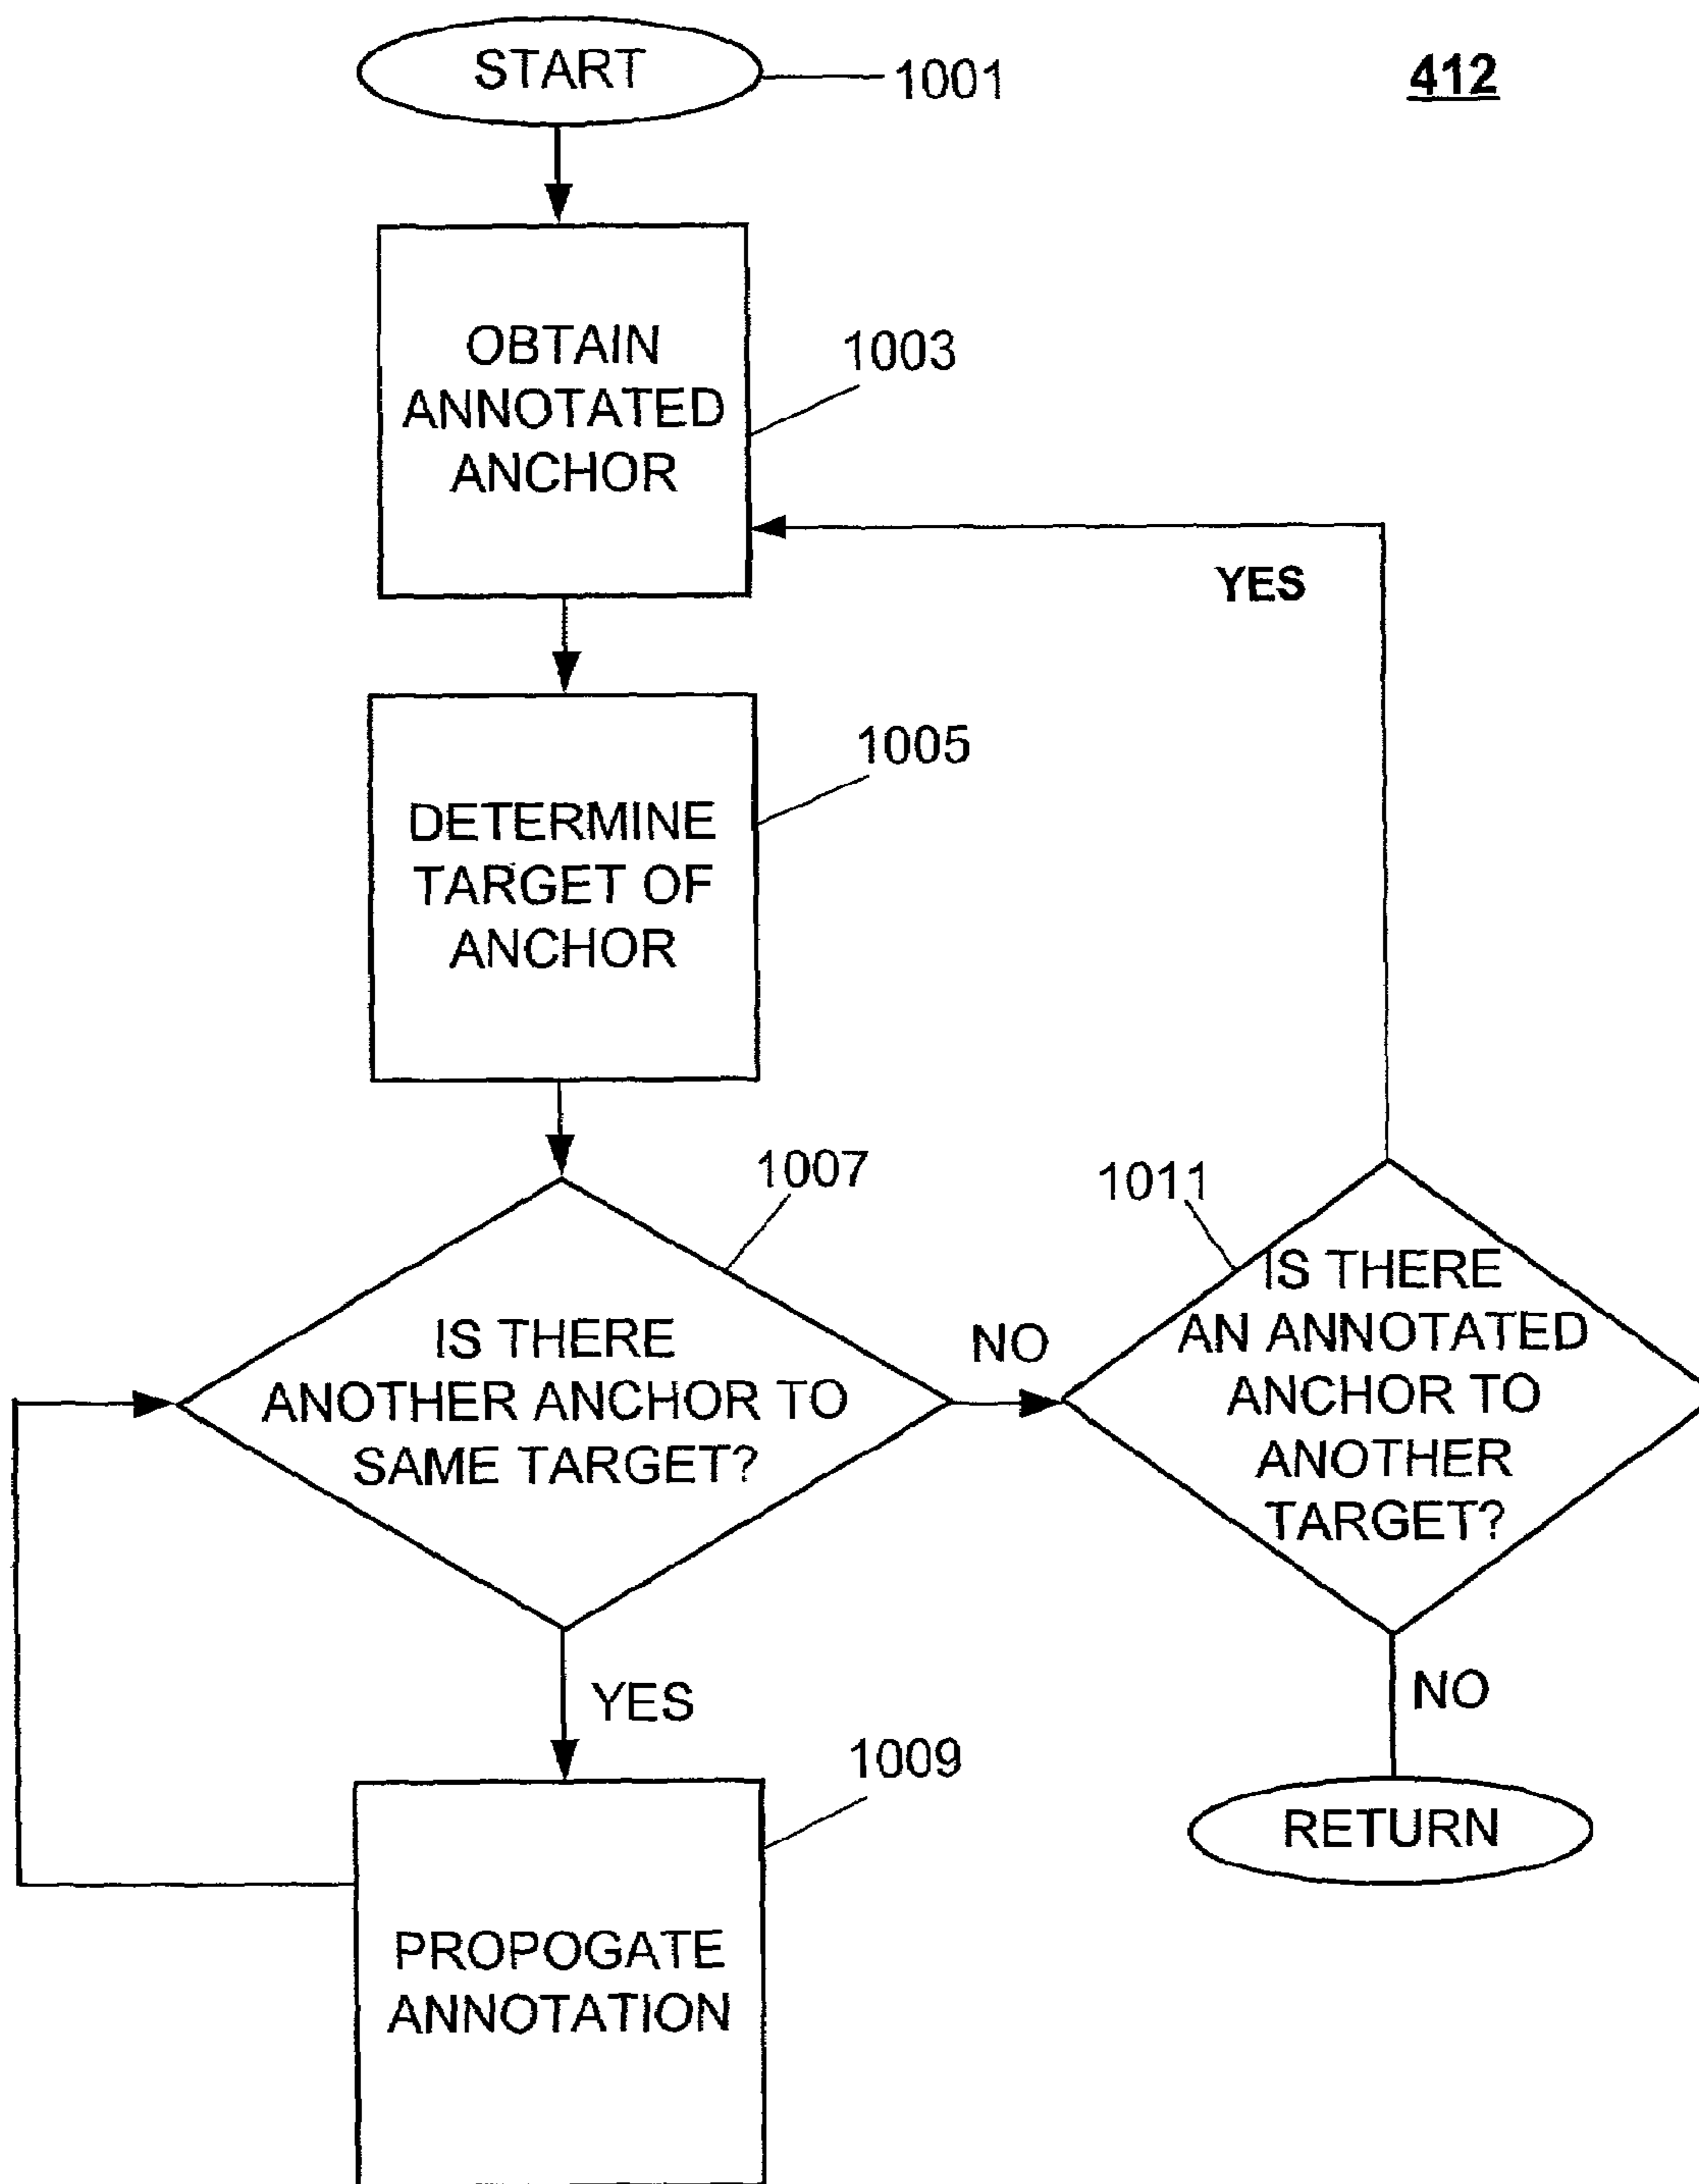 START
1001
412
OBTAIN
ANNOTATED
ANCHOR
1003
YES
DETERMINE
TARGET OF
ANCHOR
1005
1007
IS THERE
ANOTHER ANCHOR TO
SAME TARGET?
NO
1011
IS THERE
AN ANNOTATED
ANCHOR TO
ANOTHER
TARGET?
YES
NO
1009
PROPOGATE
ANNOTATION
RETURN